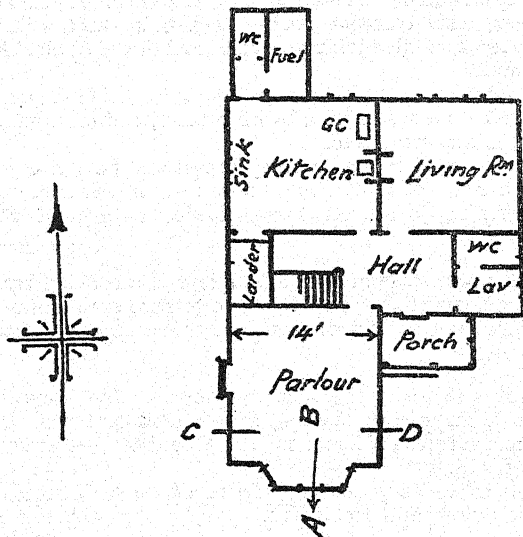 WC
Fuel
GC
Sink
Kitchen
Living Rm
Larder
Hall
WC
Lav
14'
Porch
Parlour
B
C
D
A